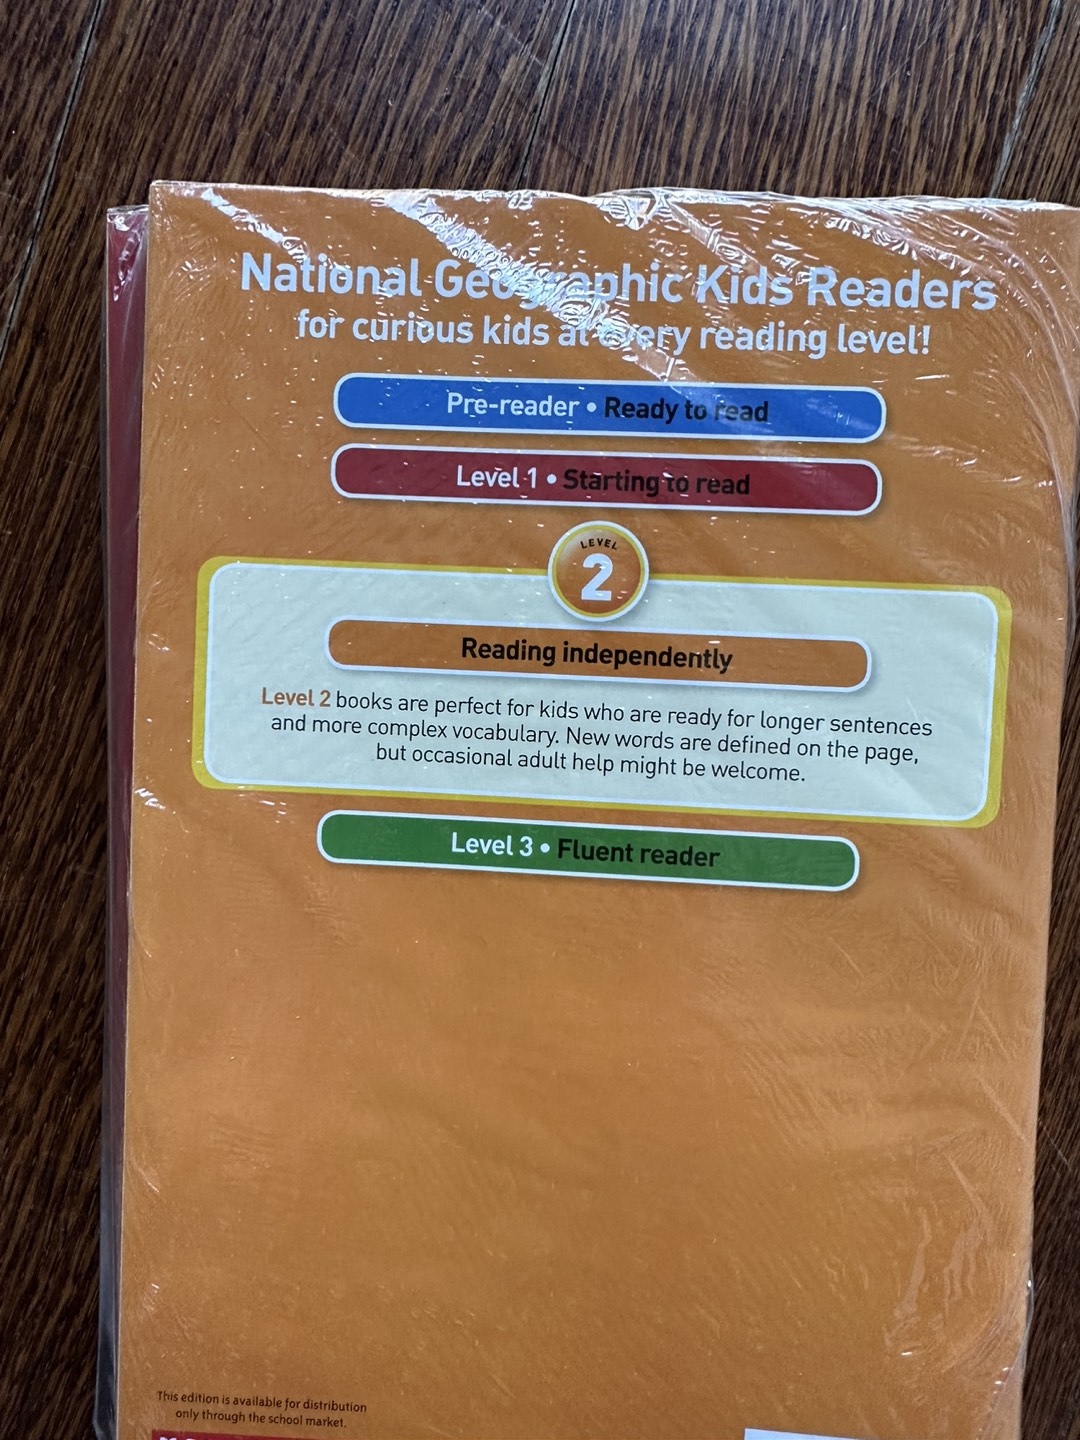 National Geographic Kids Readers
for curious kids at every reading level!
Pre-reader • Ready to read
Level 1 • Starting to read
LEVEL
2
Reading independently
Level 2 books are perfect for kids who are ready for longer sentences
and more complex vocabulary. New words are defined on the page,
but occasional adult help might be welcome.
Level 3 • Fluent reader
This edition is available for distribution
only through the school market.